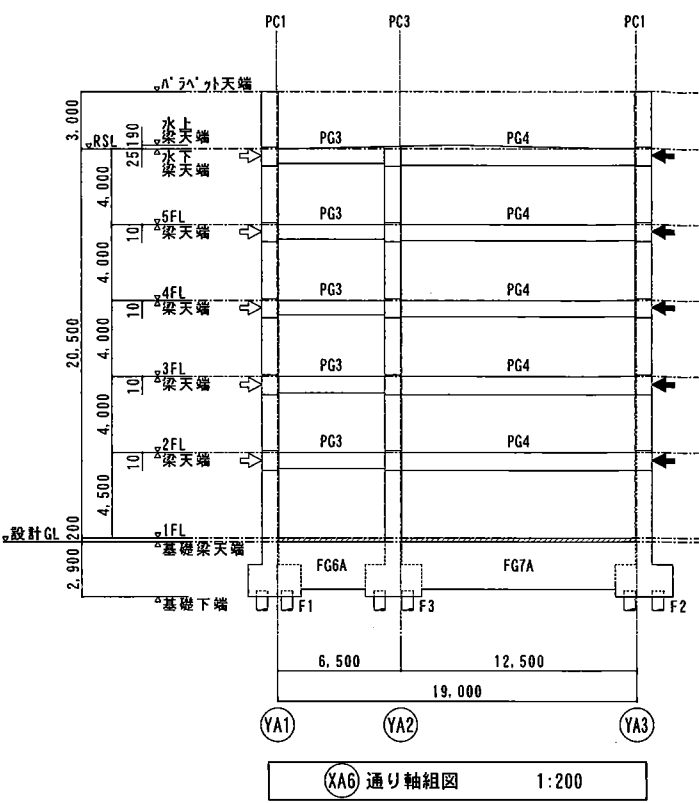 PC1 PC3 PC1
パラペット天端
3,000
水上
梁天端
RSL
190
25
水下
梁天端
PG3 PG4
4,000
5FL
10
梁天端
PG3 PG4
4,000
4FL
10
梁天端
PG3 PG4
20,500
4,000
3FL
10
梁天端
PG3 PG4
4,000
2FL
10
梁天端
PG3 PG4
4,500
設計GL
200
1FL
基礎梁天端
2,900
FG6A FG7A
基礎下端
F1 F3 F2
6,500 12,500
19,000
YA1 YA2 YA3
XA6 通り軸組図 1:200